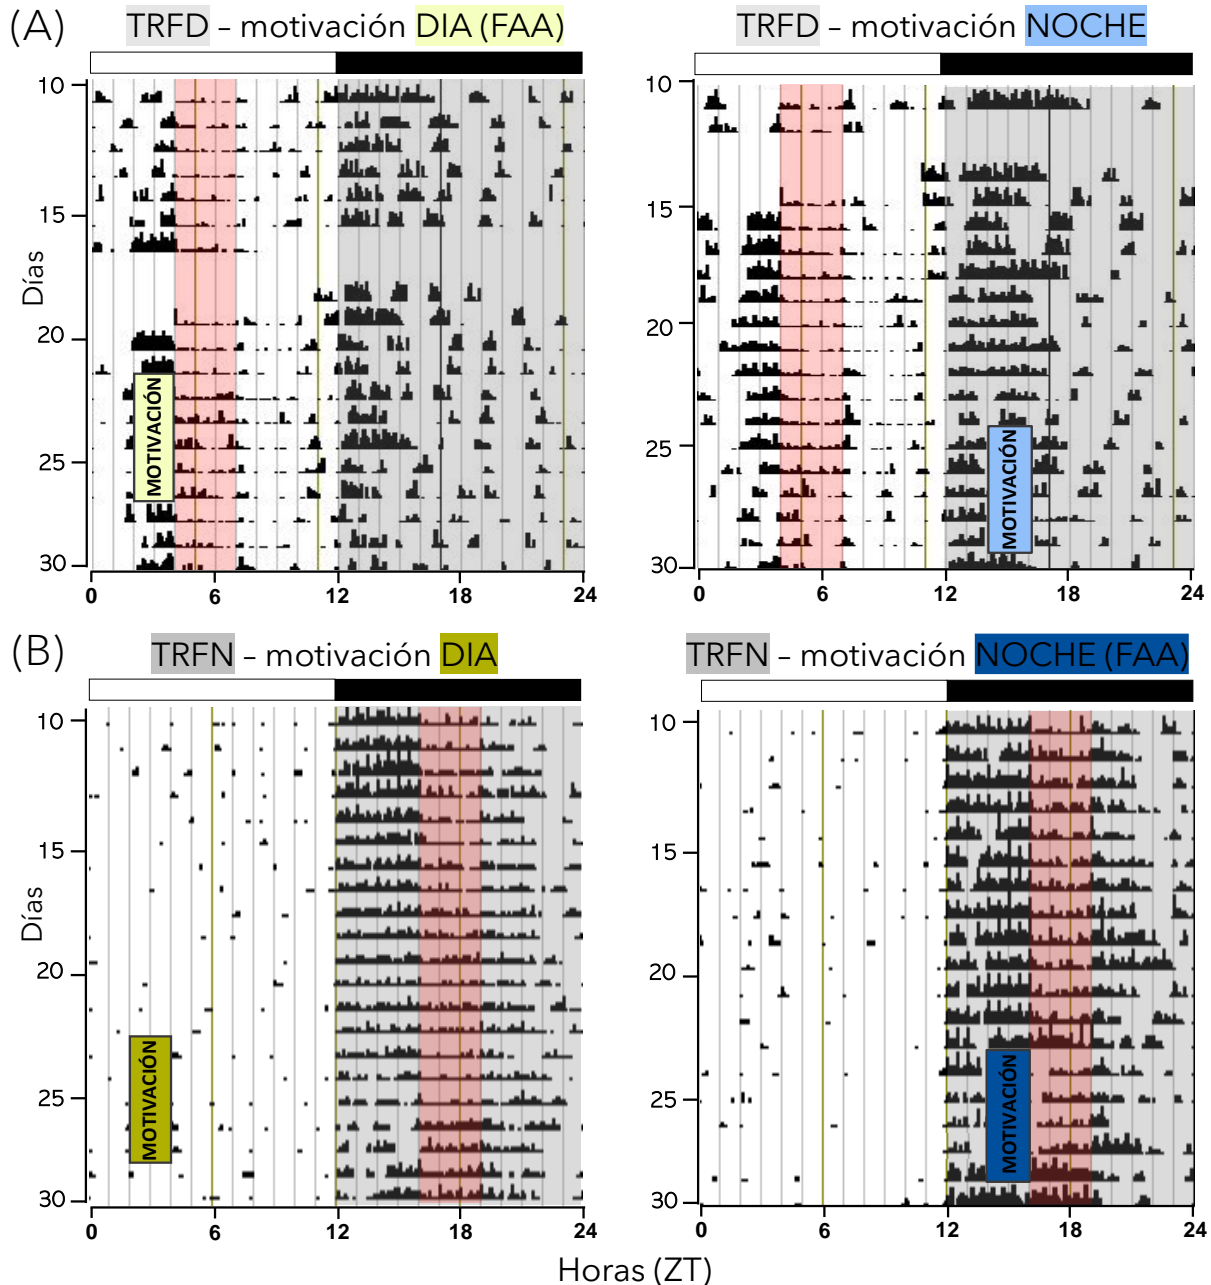 (A) TRFD – motivación DIA (FAA)
TRFD – motivación NOCHE
Días
10
15
20
25
30
MOTIVACIÓN
0 6 12 18 24
10
15
20
25
30
MOTIVACIÓN
0 6 12 18 24
(B) TRFN – motivación DIA
TRFN – motivación NOCHE (FAA)
Días
10
15
20
25
30
MOTIVACIÓN
0 6 12 18 24
10
15
20
25
30
MOTIVACIÓN
0 6 12 18 24
Horas (ZT)